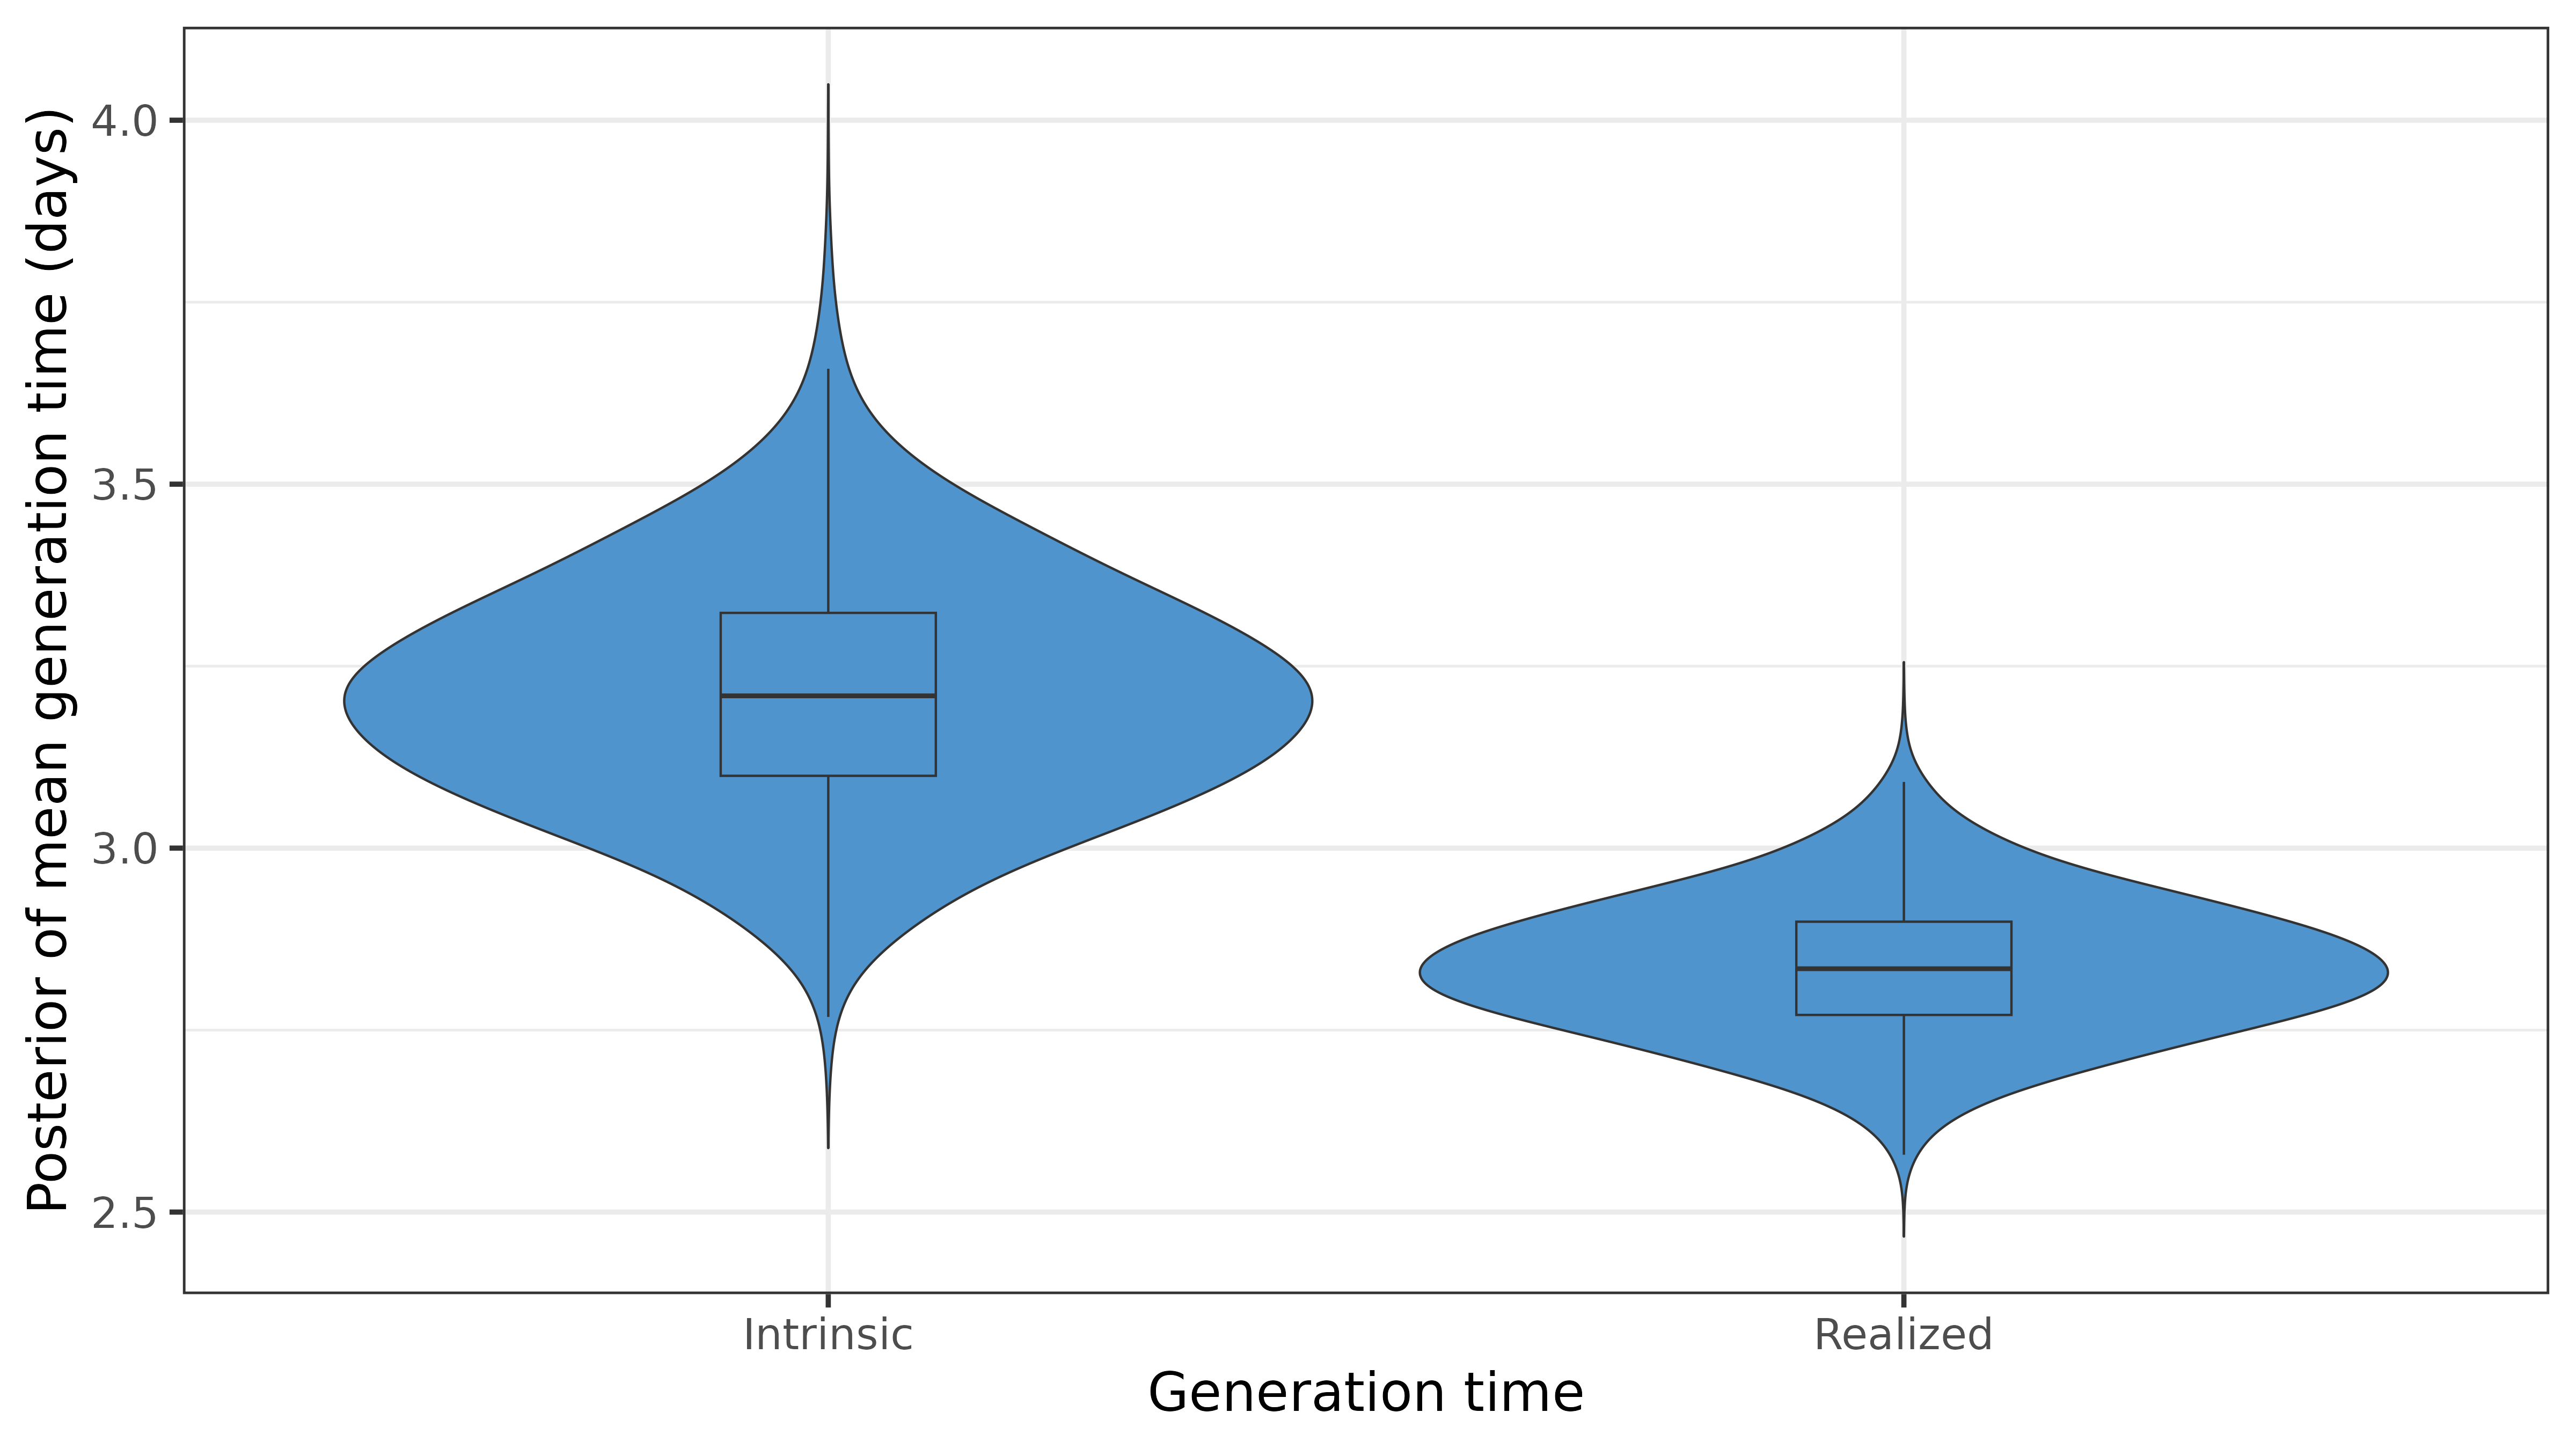 Posterior of mean generation time (days)
4.0
3.5
3.0
2.5
Intrinsic
Realized
Generation time